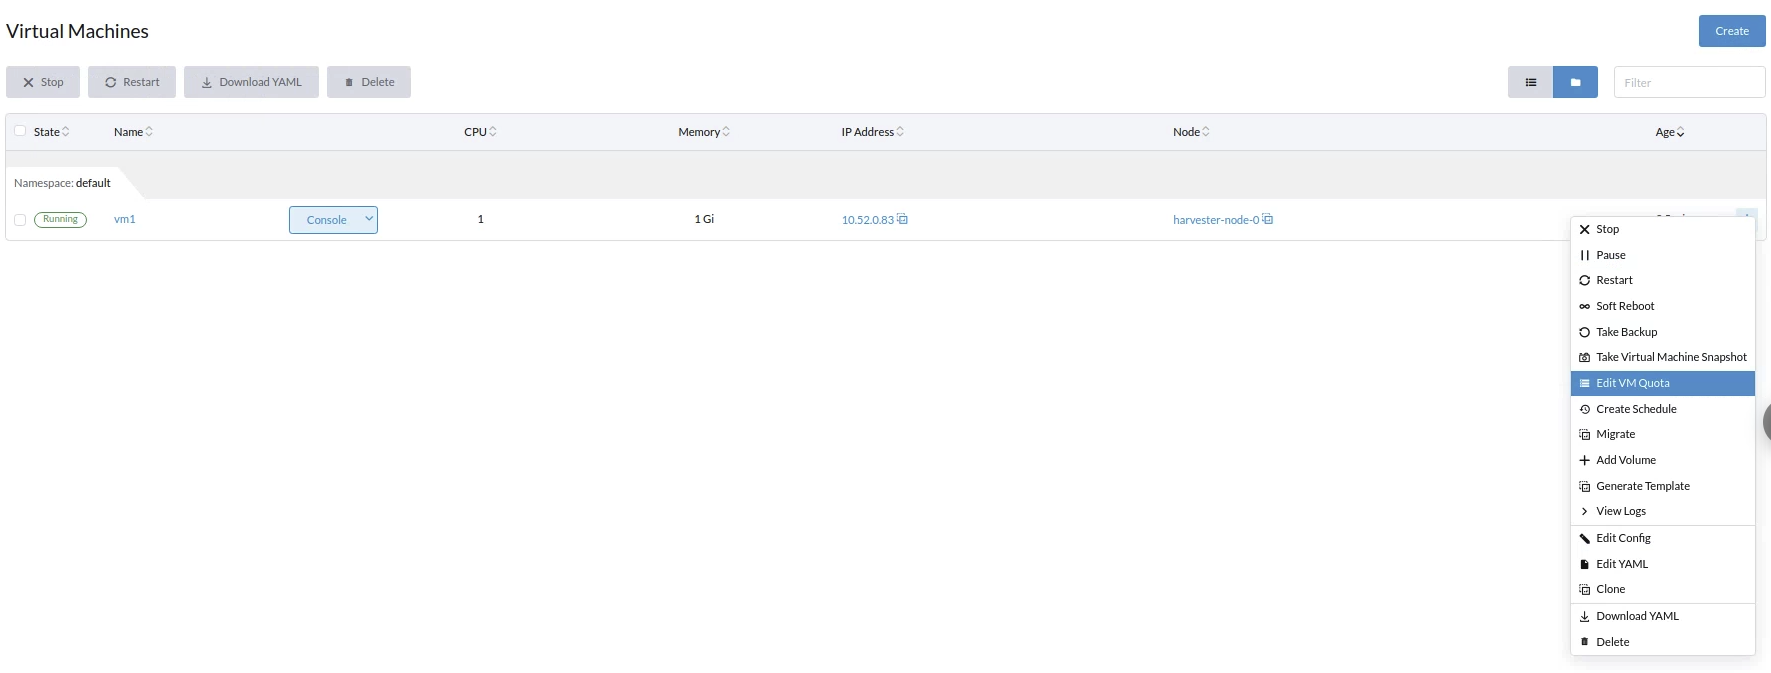 Virtual Machines
Create
Stop
Restart
Download YAML
Delete
Filter
State
Name
CPU
Memory
IP Address
Node
Age
Namespace: default
Running
vm1
Console
1
1 Gi
10.52.0.83
harvester-node-0
Stop
Pause
Restart
Soft Reboot
Take Backup
Take Virtual Machine Snapshot
Edit VM Quota
Create Schedule
Migrate
Add Volume
Generate Template
View Logs
Edit Config
Edit YAML
Clone
Download YAML
Delete